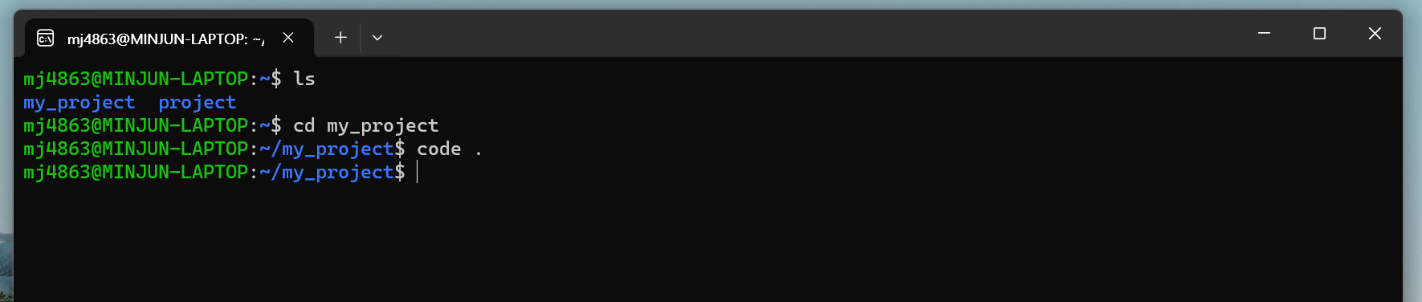 mj4863@MINJUN-LAPTOP: ~/
mj4863@MINJUN-LAPTOP:~$ ls
my_project  project
mj4863@MINJUN-LAPTOP:~$ cd my_project
mj4863@MINJUN-LAPTOP:~/my_project$ code .
mj4863@MINJUN-LAPTOP:~/my_project$